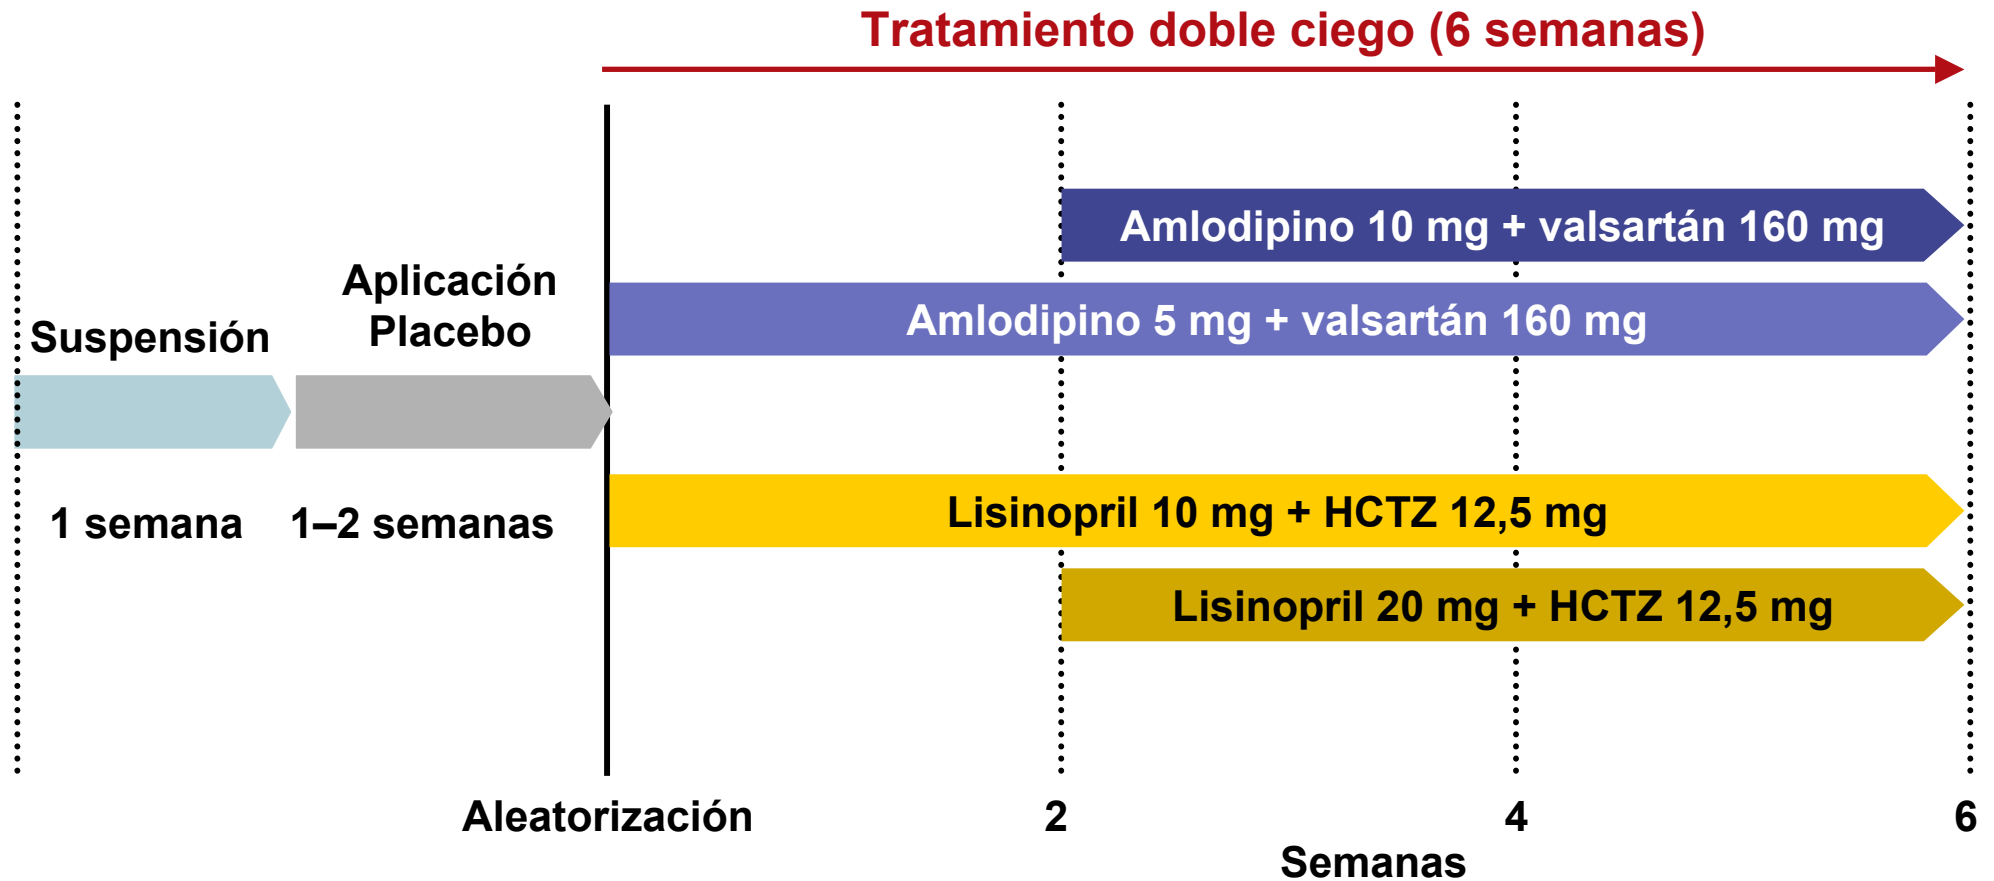 Tratamiento doble ciego (6 semanas)
Amlodipino 10 mg + valsartán 160 mg
Aplicación
Placebo
Suspensión
Amlodipino 5 mg + valsartán 160 mg
1 semana
1–2 semanas
Lisinopril 10 mg + HCTZ 12,5 mg
Lisinopril 20 mg + HCTZ 12,5 mg
Aleatorización
2
4
6
Semanas